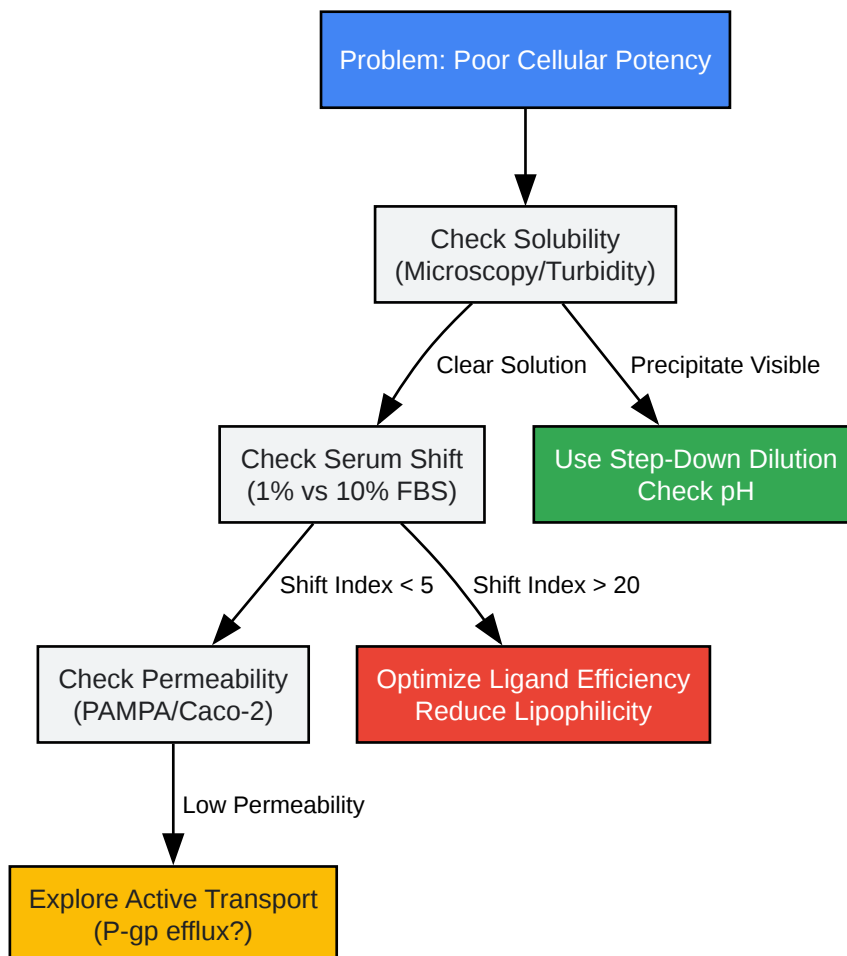 Problem: Poor Cellular Potency
Check Solubility
(Microscopy/Turbidity)
Clear Solution
Precipitate Visible
Check Serum Shift
(1% vs 10% FBS)
Use Step-Down Dilution
Check pH
Shift Index < 5
Shift Index > 20
Check Permeability
(PAMPA/Caco-2)
Optimize Ligand Efficiency
Reduce Lipophilicity
Low Permeability
Explore Active Transport
(P-gp efflux?)